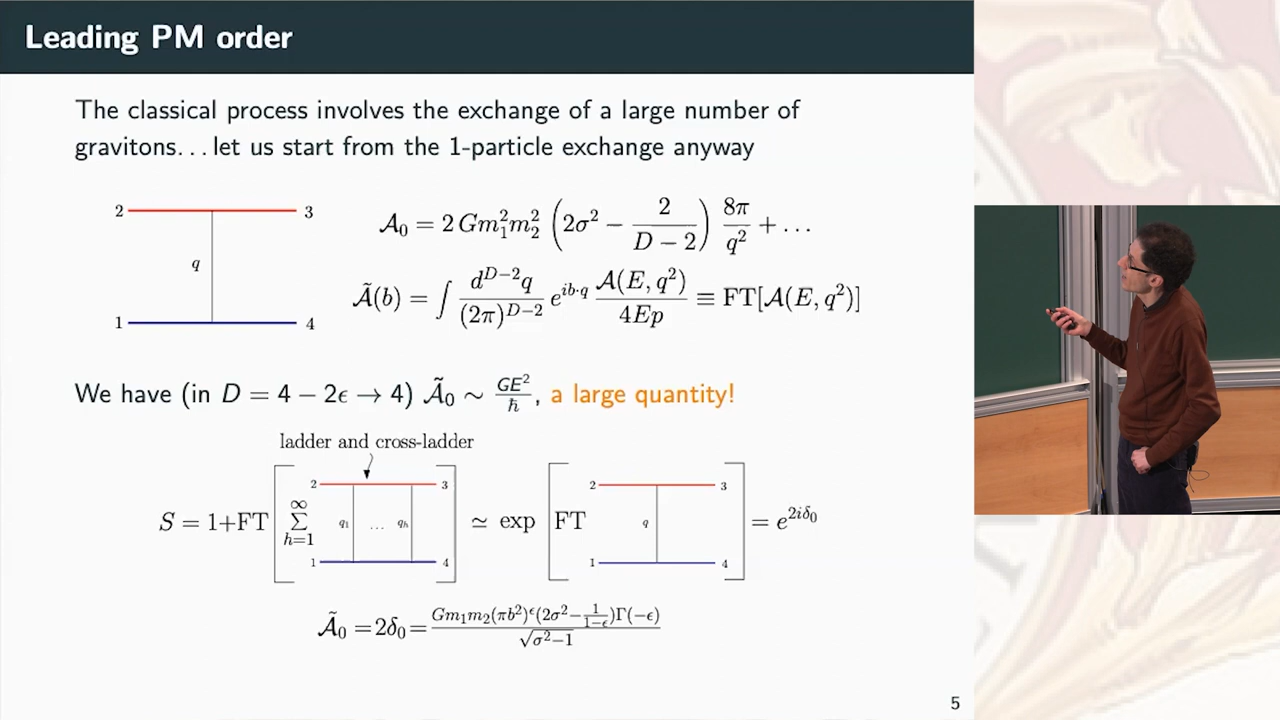 Leading PM order
The classical process involves the exchange of a large number of
gravitons. . . let us start from the 1-particle exchange anyway
2 3
q
1 4
𝒜₀ = 2 Gm₁²m₂² (2σ² − 2/(D − 2)) 8π/q² + . . .
Ã(b) = ∫ d^{D−2}q/(2π)^{D−2} e^{ib·q} 𝒜(E, q²)/4Ep ≡ FT[𝒜(E, q²)]
We have (in D = 4 − 2ϵ → 4) Ã₀ ∼ GE²/ℏ, a large quantity!
ladder and cross-ladder
S = 1+FT [ ∑_{h=1}^{∞} 2 3 q₁ ... qₕ 1 4 ] ≃ exp [ FT 2 3 q 1 4 ] = e^{2iδ₀}
Ã₀ = 2δ₀ = Gm₁m₂(πb²)^ϵ(2σ² − 1/(1−ϵ))Γ(−ϵ)/√(σ²−1)
5